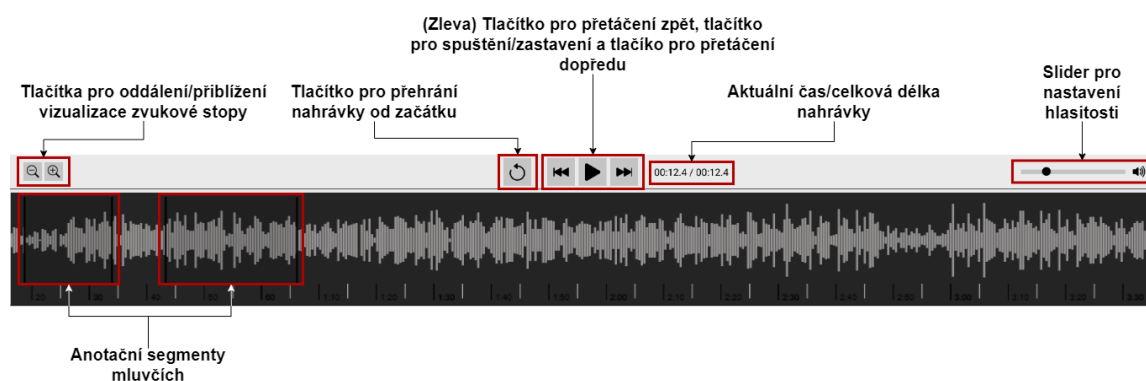 (Zleva) Tlačítko pro přetáčení zpět, tlačítko
pro spuštění/zastavení a tlačíko pro přetáčení
dopředu
Tlačítka pro oddálení/přiblížení
vizualizace zvukové stopy
Tlačítko pro přehrání
nahrávky od začátku
Aktuální čas/celková délka
nahrávky
Slider pro
nastavení
hlasitosti
00:12.4 / 00:12.4
20 30 40 50 60 1:10 1:20 1:30 1:40 1:50 2:00 2:10 2:20 2:30 2:40 2:50 3:00 3:10 3:20 3:30
Anotační segmenty
mluvčích